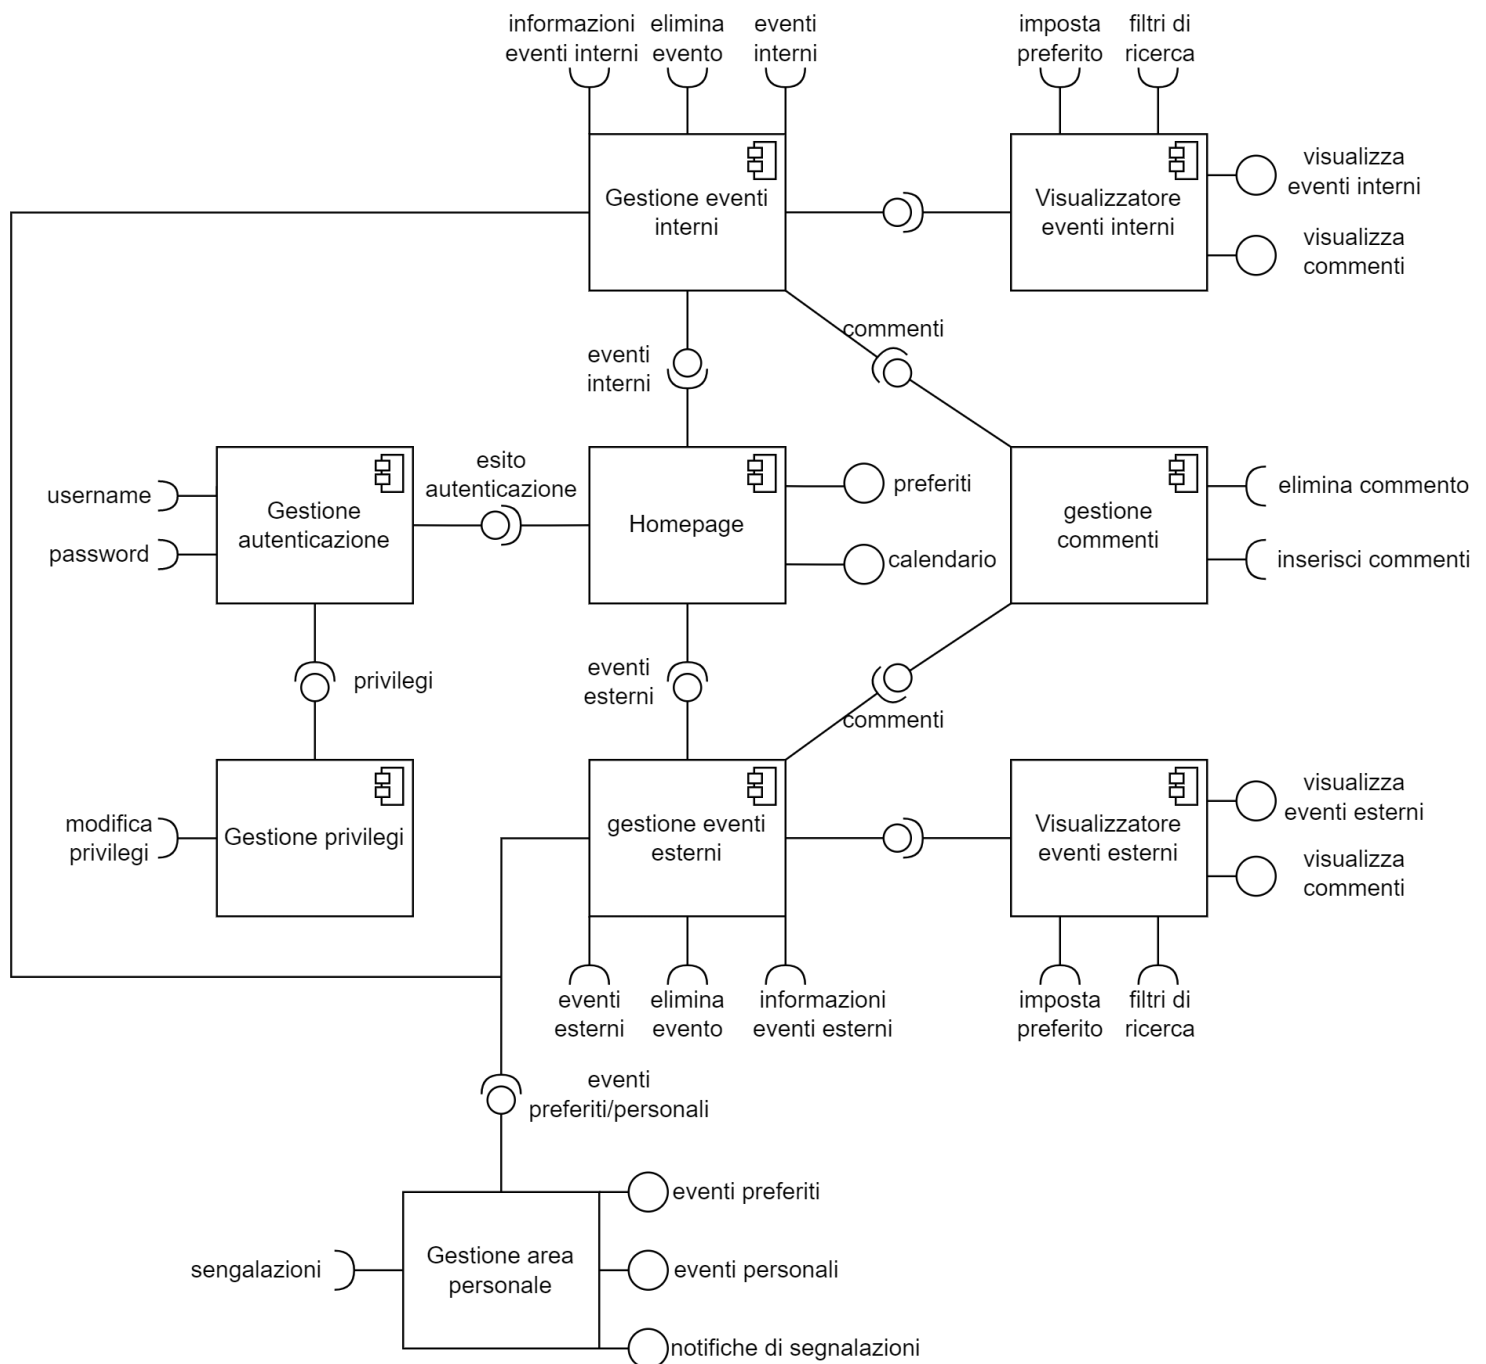 informazioni
eventi interni
elimina
evento
eventi
interni
imposta
preferito
filtri di
ricerca
Gestione eventi
interni
Visualizzatore
eventi interni
visualizza
eventi interni
visualizza
commenti
commenti
eventi
interni
esito
autenticazione
username
password
Gestione
autenticazione
Homepage
preferiti
calendario
gestione
commenti
elimina commento
inserisci commenti
privilegi
eventi
esterni
commenti
modifica
privilegi
Gestione privilegi
gestione eventi
esterni
Visualizzatore
eventi esterni
visualizza
eventi esterni
visualizza
commenti
eventi
esterni
elimina
evento
informazioni
eventi esterni
imposta
preferito
filtri di
ricerca
eventi
preferiti/personali
sengalazioni
Gestione area
personale
eventi preferiti
eventi personali
notifiche di segnalazioni